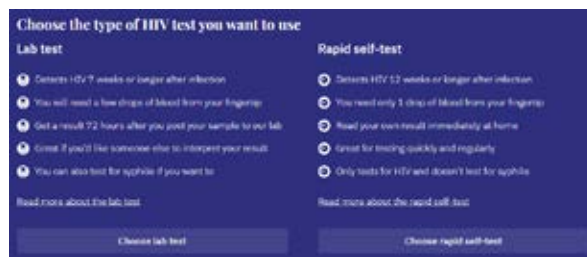 Choose the type of HIV test you want to use
Lab test
Detects HIV 7 weeks or longer after infection
You will need a few drops of blood from your fingertip
Get a result 72 hours after you post your sample to our lab
Great if you'd like someone else to interpret your result
You can also test for syphilis if you want to
Read more about the lab test
Choose lab test
Rapid self-test
Detects HIV 12 weeks or longer after infection
You need only 1 drop of blood from your fingertip
Read your own result immediately at home
Great for testing quickly and regularly
Only tests for HIV and doesn't test for syphilis
Read more about the rapid self-test
Choose rapid self-test